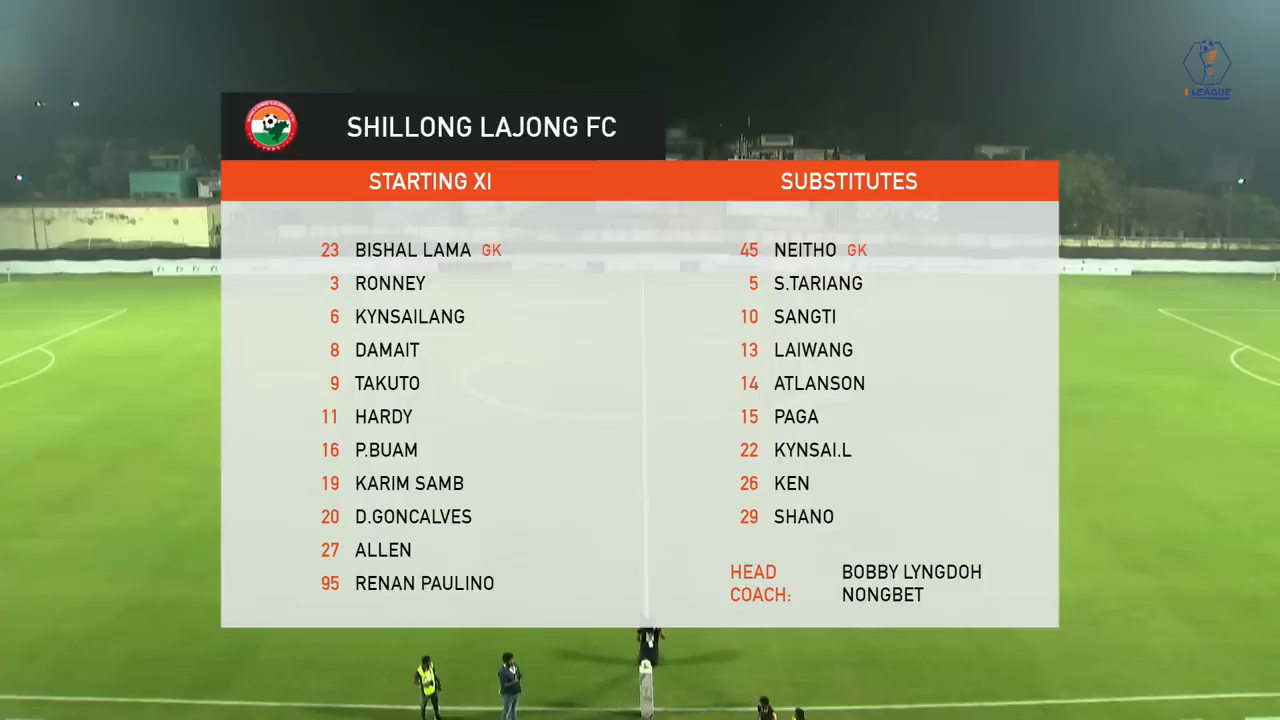 I-LEAGUE
SHILLONG LAJONG FC
STARTING XI
SUBSTITUTES
23 BISHAL LAMA GK
3 RONNEY
6 KYNSAILANG
8 DAMAIT
9 TAKUTO
11 HARDY
16 P.BUAM
19 KARIM SAMB
20 D.GONCALVES
27 ALLEN
95 RENAN PAULINO
45 NEITHO GK
5 S.TARIANG
10 SANGTI
13 LAIWANG
14 ATLANSON
15 PAGA
22 KYNSAI.L
26 KEN
29 SHANO
HEAD COACH:
BOBBY LYNGDOH
NONGBET